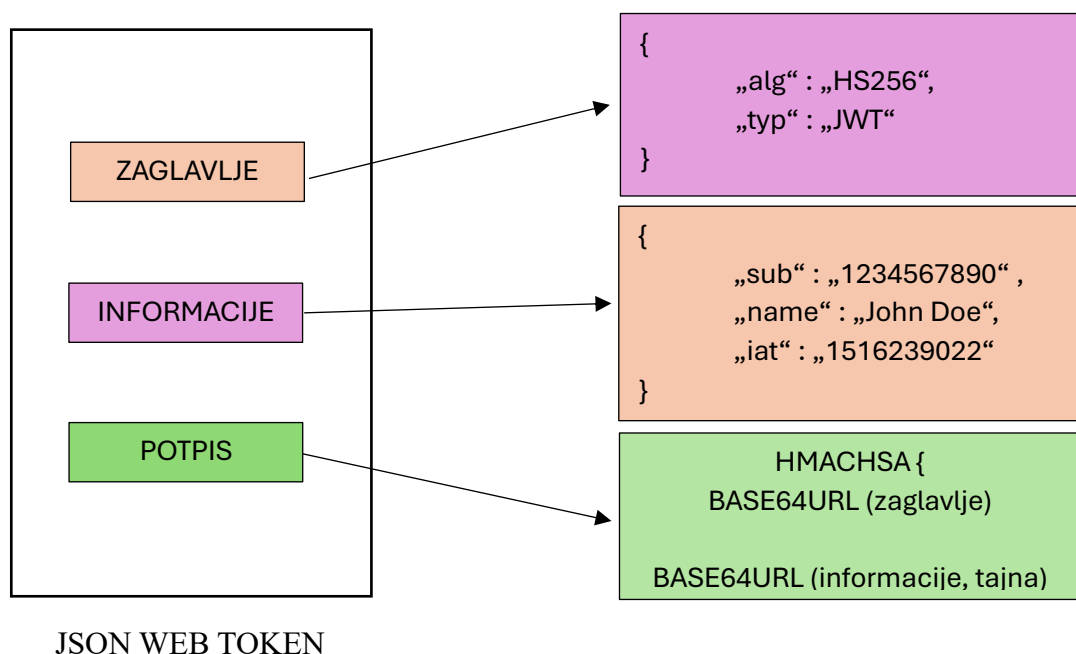 ZAGLAVLJE
INFORMACIJE
POTPIS
JSON WEB TOKEN
{
„alg“ : „HS256“,
„typ“ : „JWT“
}
{
„sub“ : „1234567890“ ,
„name“ : „John Doe“,
„iat“ : „1516239022“
}
HMACHSA {
BASE64URL (zaglavlje)
BASE64URL (informacije, tajna)